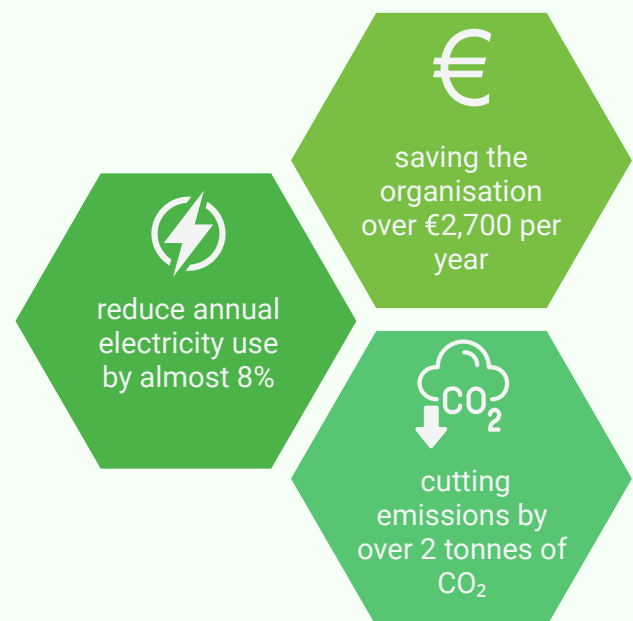 €
saving the
organisation
over €2,700 per
year
reduce annual
electricity use
by almost 8%
CO₂
cutting
emissions by
over 2 tonnes of
CO₂